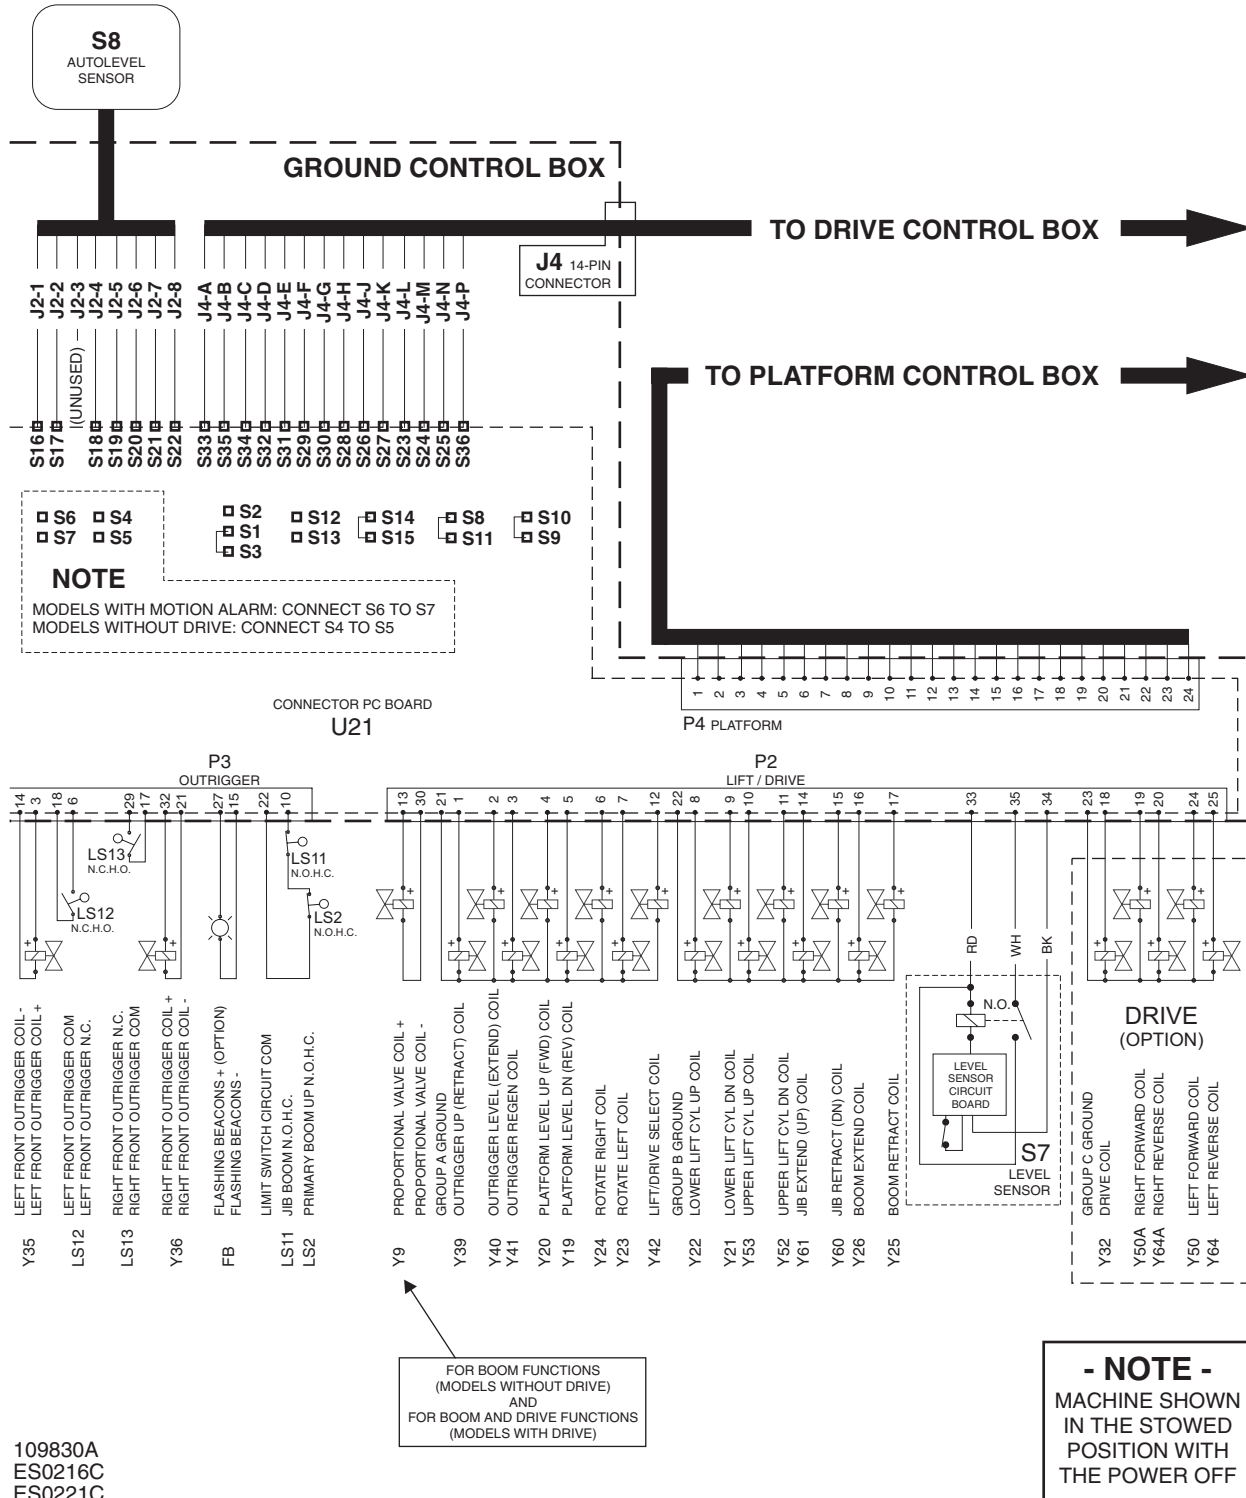 S8
AUTOLEVEL
SENSOR
GROUND CONTROL BOX
TO DRIVE CONTROL BOX
J4 14-PIN
CONNECTOR
J2-1
J2-2
J2-3
J2-4
J2-5
J2-6
J2-7
J2-8
J4-A
J4-B
J4-C
J4-D
J4-E
J4-F
J4-G
J4-H
J4-J
J4-K
J4-L
J4-M
J4-N
J4-P
(UNUSED)
TO PLATFORM CONTROL BOX
S16
S17
S18
S19
S20
S21
S22
S33
S35
S34
S32
S31
S29
S30
S28
S26
S27
S23
S24
S25
S36
S6 S4
S7 S5
S2
S1
S3
S12
S13
S14
S15
S8
S11
S10
S9
NOTE
MODELS WITH MOTION ALARM: CONNECT S6 TO S7
MODELS WITHOUT DRIVE: CONNECT S4 TO S5
1 2 3 4 5 6 7 8 9 10 11 12 13 14 15 16 17 18 19 20 21 22 23 24
P4 PLATFORM
CONNECTOR PC BOARD
U21
P3
OUTRIGGER
P2
LIFT / DRIVE
14 3 18 6 29 17 32 21 27 15 22 10
13 30 21 1 2 3 4 5 6 7 12 22 8 9 10 11 14 15 16 17 33 35 34 23 18 19 20 24 25
LS13
N.C.H.O.
LS12
N.C.H.O.
LS11
N.O.H.C.
LS2
N.O.H.C.
+ + + + + + + + + + + + + + + + + + + + + + +
RD
WH
BK
N.O.
LEVEL
SENSOR
CIRCUIT
BOARD
S7
LEVEL
SENSOR
DRIVE
(OPTION)
LEFT FRONT OUTRIGGER COIL -
LEFT FRONT OUTRIGGER COIL +
LEFT FRONT OUTRIGGER COM
LEFT FRONT OUTRIGGER N.C.
RIGHT FRONT OUTRIGGER N.C.
RIGHT FRONT OUTRIGGER COM
RIGHT FRONT OUTRIGGER COIL +
RIGHT FRONT OUTRIGGER COIL -
FLASHING BEACONS + (OPTION)
FLASHING BEACONS -
LIMIT SWITCH CIRCUIT COM
JIB BOOM N.O.H.C.
PRIMARY BOOM UP N.O.H.C.
PROPORTIONAL VALVE COIL +
PROPORTIONAL VALVE COIL -
GROUP A GROUND
OUTRIGGER UP (RETRACT) COIL
OUTRIGGER LEVEL (EXTEND) COIL
OUTRIGGER REGEN COIL
PLATFORM LEVEL UP (FWD) COIL
PLATFORM LEVEL DN (REV) COIL
ROTATE RIGHT COIL
ROTATE LEFT COIL
LIFT/DRIVE SELECT COIL
GROUP B GROUND
LOWER LIFT CYL UP COIL
LOWER LIFT CYL DN COIL
UPPER LIFT CYL UP COIL
UPPER LIFT CYL DN COIL
JIB EXTEND (UP) COIL
JIB RETRACT (DN) COIL
BOOM EXTEND COIL
BOOM RETRACT COIL
GROUP C GROUND
DRIVE COIL
RIGHT FORWARD COIL
RIGHT REVERSE COIL
LEFT FORWARD COIL
LEFT REVERSE COIL
Y35
LS12
LS13
Y36
FB
LS11
LS2
Y9
Y39
Y40
Y41
Y20
Y19
Y24
Y23
Y42
Y22
Y21
Y53
Y52
Y61
Y60
Y26
Y25
Y32
Y50A
Y64A
Y50
Y64
FOR BOOM FUNCTIONS
(MODELS WITHOUT DRIVE)
AND
FOR BOOM AND DRIVE FUNCTIONS
(MODELS WITH DRIVE)
- NOTE -
MACHINE SHOWN
IN THE STOWED
POSITION WITH
THE POWER OFF
109830A
ES0216C
ES0221C